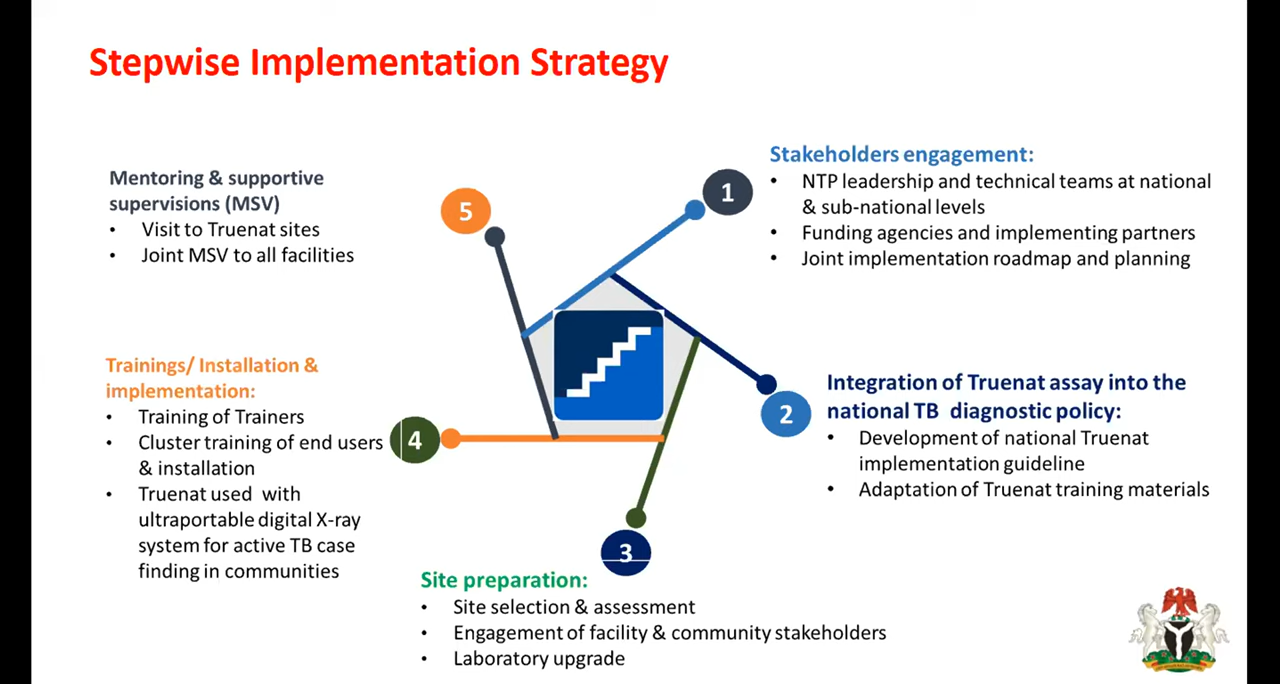 Stepwise Implementation Strategy
1
Stakeholders engagement:
• NTP leadership and technical teams at national
& sub-national levels
• Funding agencies and implementing partners
• Joint implementation roadmap and planning
2
Integration of Truenat assay into the
national TB diagnostic policy:
• Development of national Truenat
implementation guideline
• Adaptation of Truenat training materials
3
Site preparation:
• Site selection & assessment
• Engagement of facility & community stakeholders
• Laboratory upgrade
4
Trainings/ Installation &
implementation:
• Training of Trainers
• Cluster training of end users
& installation
• Truenat used with
ultraportable digital X-ray
system for active TB case
finding in communities
5
Mentoring & supportive
supervisions (MSV)
• Visit to Truenat sites
• Joint MSV to all facilities